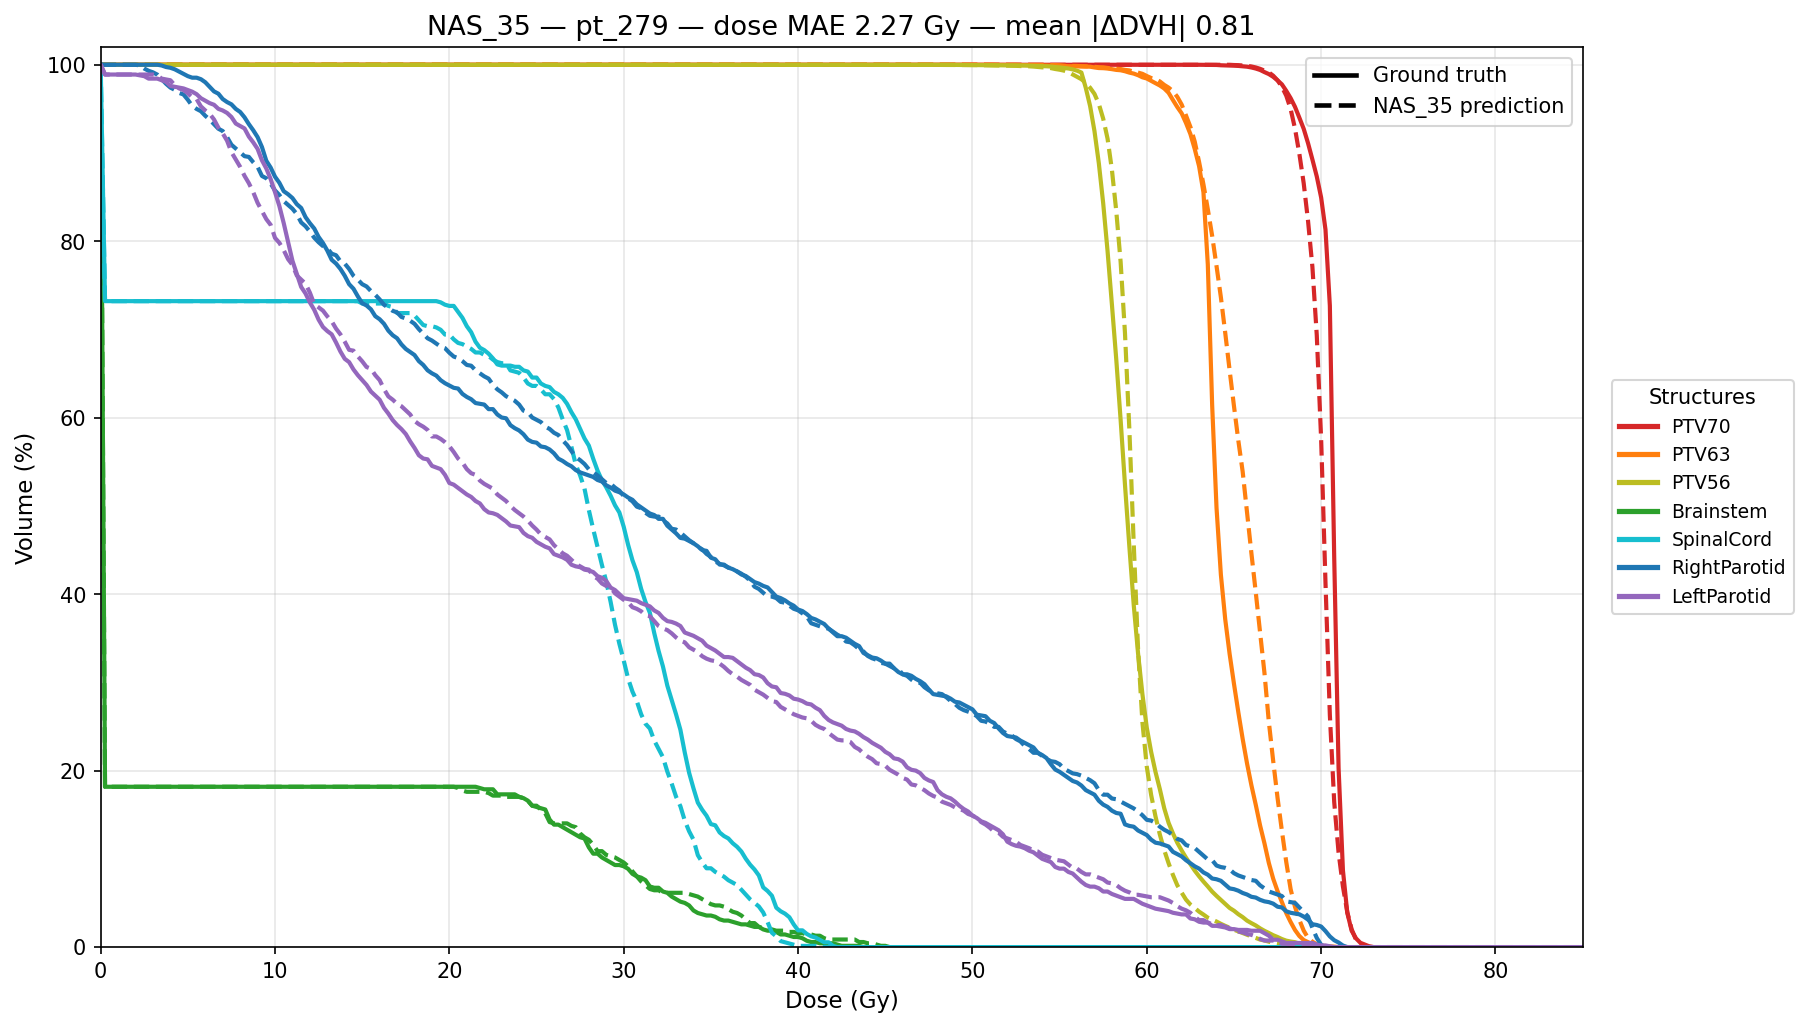 NAS_35 — pt_279 — dose MAE 2.27 Gy — mean |ΔDVH| 0.81
Ground truth
NAS_35 prediction
Volume (%)
100
80
60
40
20
0
0 10 20 30 40 50 60 70 80
Dose (Gy)
Structures
PTV70
PTV63
PTV56
Brainstem
SpinalCord
RightParotid
LeftParotid